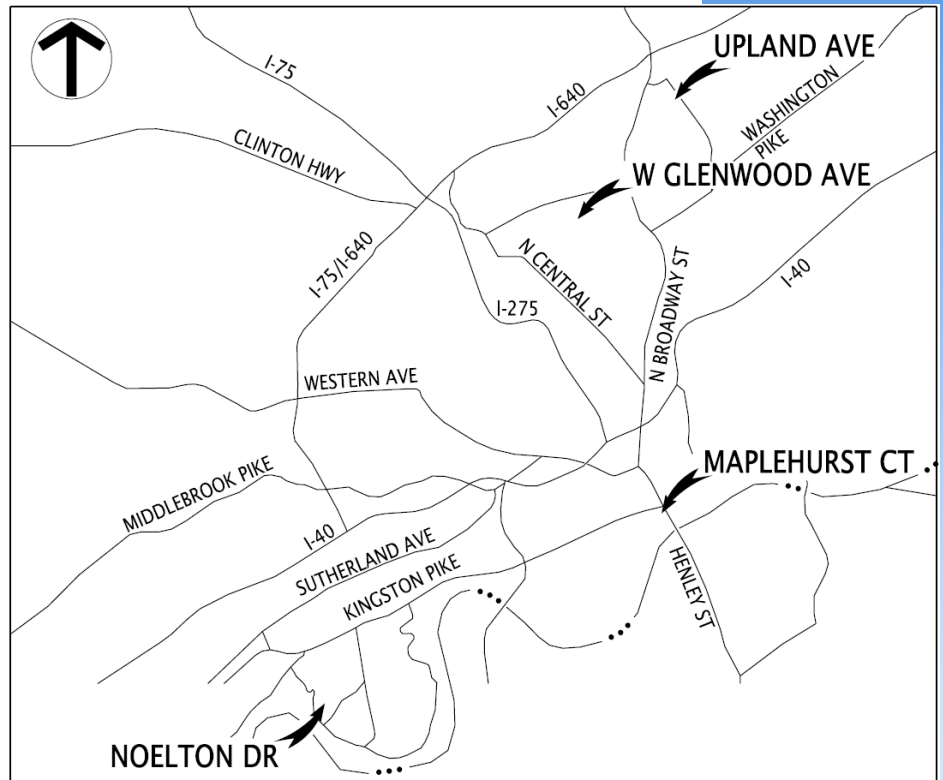 UPLAND AVE
I-75
I-640
WASHINGTON
PIKE
CLINTON HWY
W GLENWOOD AVE
I-75/I-640
N CENTRAL ST
N BROADWAY ST
I-40
I-275
WESTERN AVE
MAPLEHURST CT
MIDDLEBROOK PIKE
I-40
SUTHERLAND AVE
KINGSTON PIKE
HENLEY ST
NOELTON DR